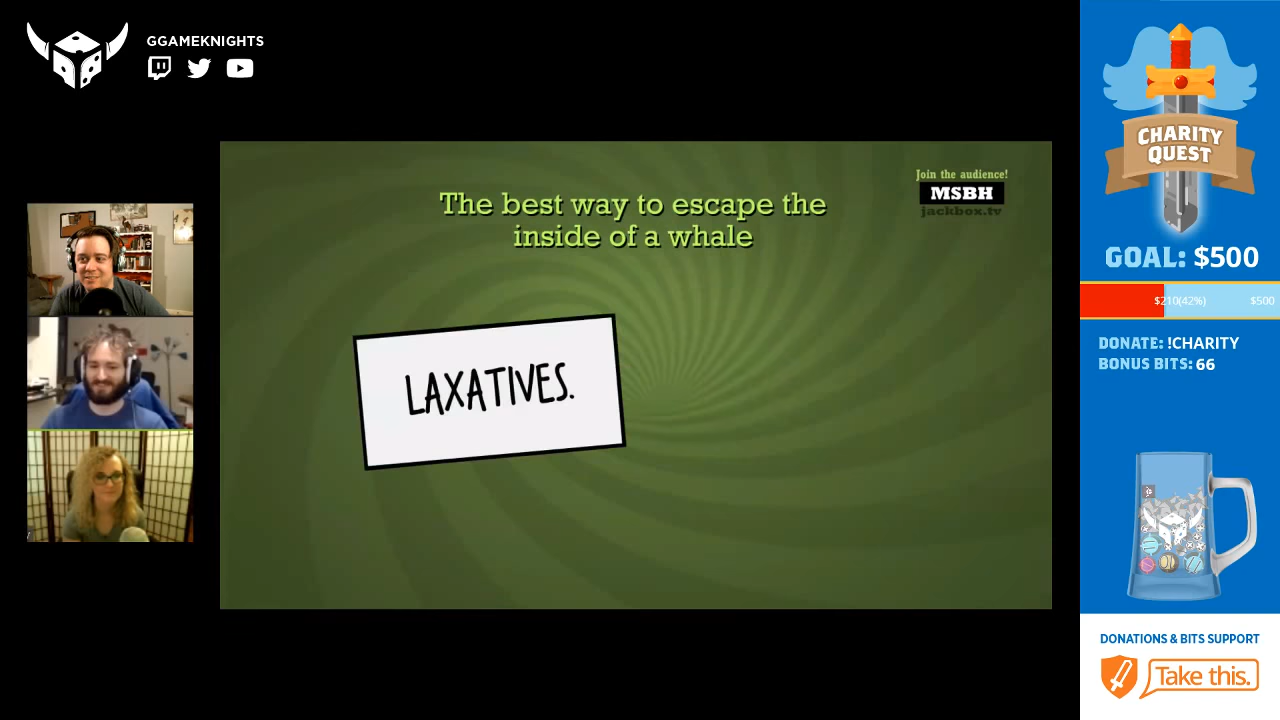 GGAMEKNIGHTS
The best way to escape the
inside of a whale
Join the audience!
MSBH
jackbox.tv
LAXATIVES.
CHARITY
QUEST
GOAL: $500
$210(42%)
$500
DONATE: !CHARITY
BONUS BITS: 66
DONATIONS & BITS SUPPORT
Take this.